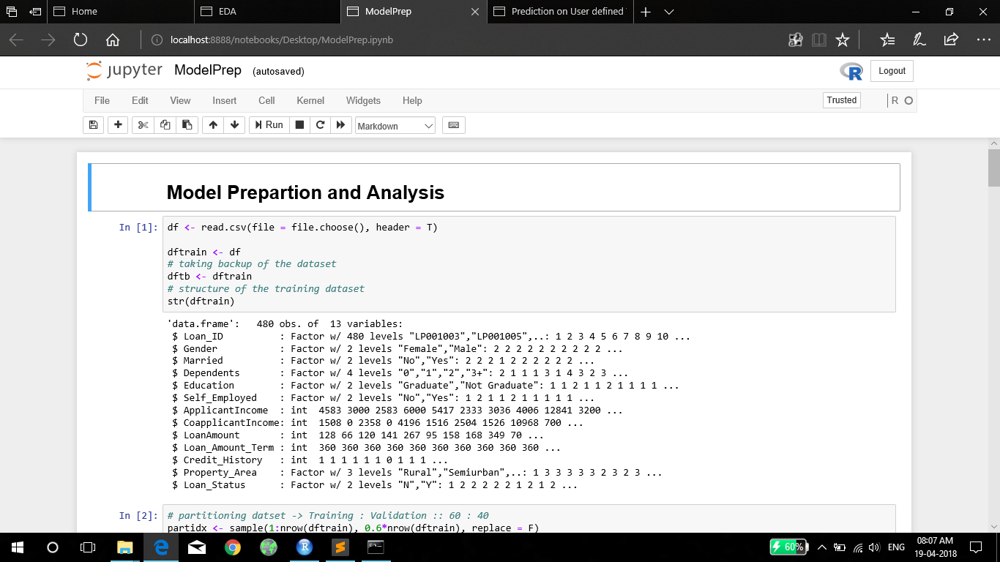 Home
EDA
ModelPrep
Prediction on User defined
localhost:8888/notebooks/Desktop/ModelPrep.ipynb
jupyter ModelPrep (autosaved)
R
Logout
File Edit View Insert Cell Kernel Widgets Help
Trusted
R
Run
Markdown
Model Prepartion and Analysis
In [1]: df <- read.csv(file = file.choose(), header = T)
dftrain <- df
# taking backup of the dataset
dftb <- dftrain
# structure of the training dataset
str(dftrain)
'data.frame':   480 obs. of  13 variables:
$ Loan_ID          : Factor w/ 480 levels "LP001003","LP001005",..: 1 2 3 4 5 6 7 8 9 10 ...
$ Gender           : Factor w/ 2 levels "Female","Male": 2 2 2 2 2 2 2 2 2 2 ...
$ Married          : Factor w/ 2 levels "No","Yes": 2 2 2 1 2 2 2 2 2 2 ...
$ Dependents       : Factor w/ 4 levels "0","1","2","3+": 2 1 1 1 3 1 4 3 2 3 ...
$ Education        : Factor w/ 2 levels "Graduate","Not Graduate": 1 1 2 1 1 2 1 1 1 1 ...
$ Self_Employed    : Factor w/ 2 levels "No","Yes": 1 2 1 1 2 1 1 1 1 1 ...
$ ApplicantIncome  : int  4583 3000 2583 6000 5417 2333 3036 4006 12841 3200 ...
$ CoapplicantIncome: int  1508 0 2358 0 4196 1516 2504 1526 10968 700 ...
$ LoanAmount       : int  128 66 120 141 267 95 158 168 349 70 ...
$ Loan_Amount_Term : int  360 360 360 360 360 360 360 360 360 360 ...
$ Credit_History   : int  1 1 1 1 1 1 0 1 1 1 ...
$ Property_Area    : Factor w/ 3 levels "Rural","Semiurban",..: 1 3 3 3 3 3 2 3 2 3 ...
$ Loan_Status      : Factor w/ 2 levels "N","Y": 1 2 2 2 2 2 1 2 1 2 ...
In [2]: # partitioning datset -> Training : Validation :: 60 : 40
partidx <- sample(1:nrow(dftrain), 0.6*nrow(dftrain), replace = F)
60%
ENG
08:07 AM
19-04-2018